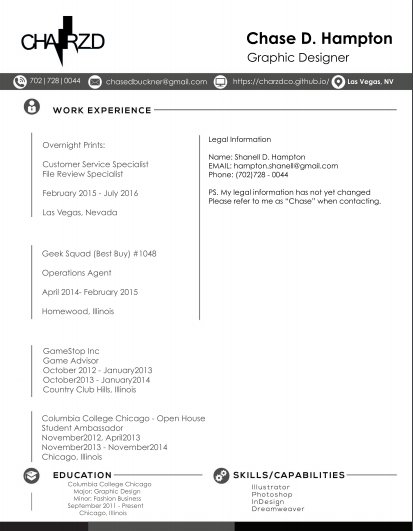 CHARZD
Chase D. Hampton
Graphic Designer
702|728|0044
chasedbuckner@gmail.com
https://charzdco.github.io/
Las Vegas, NV
WORK EXPERIENCE
Overnight Prints:
Customer Service Specialist
File Review Specialist
February 2015 - July 2016
Las Vegas, Nevada
Legal Information
Name: Shanell D. Hampton
EMAIL: hampton.shanell@gmail.com
Phone: (702)728 - 0044
PS. My legal information has not yet changed
Please refer to me as "Chase" when contacting.
Geek Squad (Best Buy) #1048
Operations Agent
April 2014- February 2015
Homewood, Illinois
GameStop Inc
Game Advisor
October 2012 - January2013
October2013 - January2014
Country Club Hills, Illinois
Columbia College Chicago - Open House
Student Ambassador
November2012, April2013
November2013 - November2014
Chicago, Illinois
EDUCATION
Columbia College Chicago
Major: Graphic Design
Minor: Fashion Business
September 2011 - Present
Chicago, Illinois
SKILLS/CAPABILITIES
Illustrator
Photoshop
InDesign
Dreamweaver